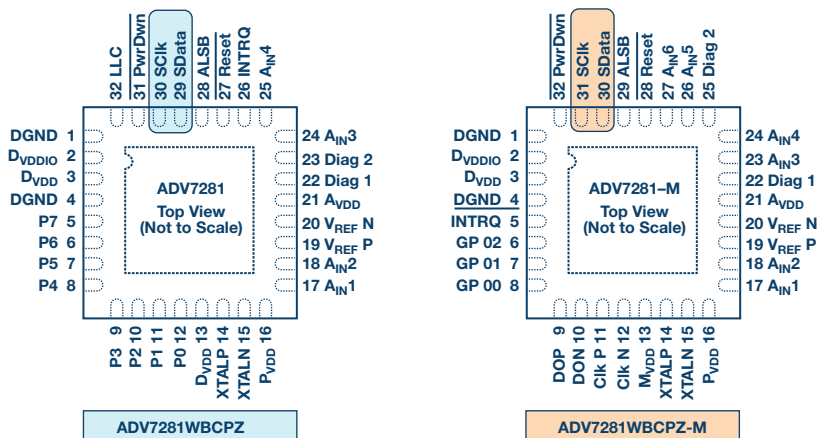 32 LLC
31 PwrDwn
30 SClk
29 SData
28 ALSB
27 Reset
26 INTRQ
25 AIN4
DGND 1
DVDDIO 2
DVDD 3
DGND 4
P7 5
P6 6
P5 7
P4 8
ADV7281
Top View
(Not to Scale)
24 AIN3
23 Diag 2
22 Diag 1
21 AVDD
20 VREF N
19 VREF P
18 AIN2
17 AIN1
P3 9
P2 10
P1 11
P0 12
DVDD 13
XTALP 14
XTALN 15
PVDD 16
ADV7281WBCPZ
32 PwrDwn
31 SClk
30 SData
29 ALSB
28 Reset
27 AIN6
26 AIN5
25 Diag 2
DGND 1
DVDDIO 2
DVDD 3
DGND 4
INTRQ 5
GP 02 6
GP 01 7
GP 00 8
ADV7281–M
Top View
(Not to Scale)
24 AIN4
23 AIN3
22 Diag 1
21 AVDD
20 VREF N
19 VREF P
18 AIN2
17 AIN1
DOP 9
DON 10
Clk P 11
Clk N 12
MVDD 13
XTALP 14
XTALN 15
PVDD 16
ADV7281WBCPZ-M